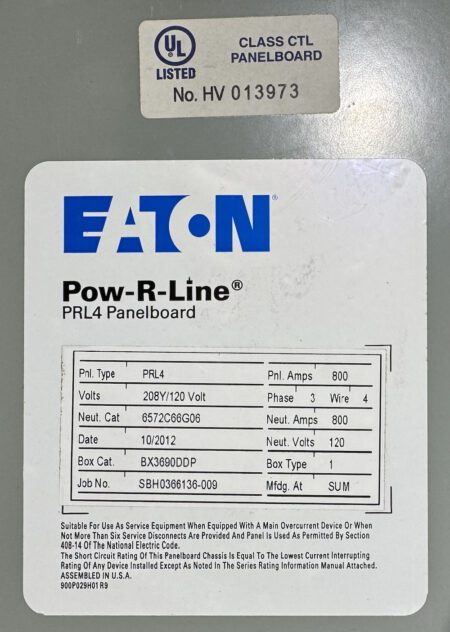 UL
LISTED
CLASS CTL
PANELBOARD
No. HV 013973
EATON®
Pow-R-Line®
PRL4 Panelboard
Pnl. Type PRL4 Pnl. Amps 800
Volts 208Y/120 Volt Phase 3 Wire 4
Neut. Cat 6572C66G06 Neut. Amps 800
Date 10/2012 Neut. Volts 120
Box Cat. BX3690DDP Box Type 1
Job No. SBH0366136-009 Mfdg. At SUM
Suitable For Use As Service Equipment When Equipped With A Main Overcurrent Device Or When
Not More Than Six Service Disconnects Are Provided And Panel Is Used As Permitted By Section
408-14 Of The National Electric Code.
The Short Circuit Rating Of This Panelboard Chassis Is Equal To The Lowest Current Interrupting
Rating Of Any Device Installed Except As Noted In The Series Rating Information Manual Attached.
ASSEMBLED IN U.S.A.
900P029H01 R9